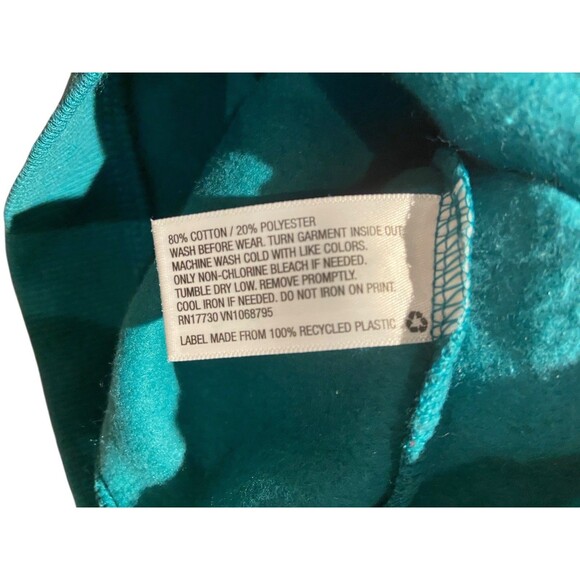 80% COTTON / 20% POLYESTER
WASH BEFORE WEAR. TURN GARMENT INSIDE OUT
MACHINE WASH COLD WITH LIKE COLORS.
ONLY NON-CHLORINE BLEACH IF NEEDED.
TUMBLE DRY LOW. REMOVE PROMPTLY.
COOL IRON IF NEEDED. DO NOT IRON ON PRINT.
RN17730 VN1068795
LABEL MADE FROM 100% RECYCLED PLASTIC